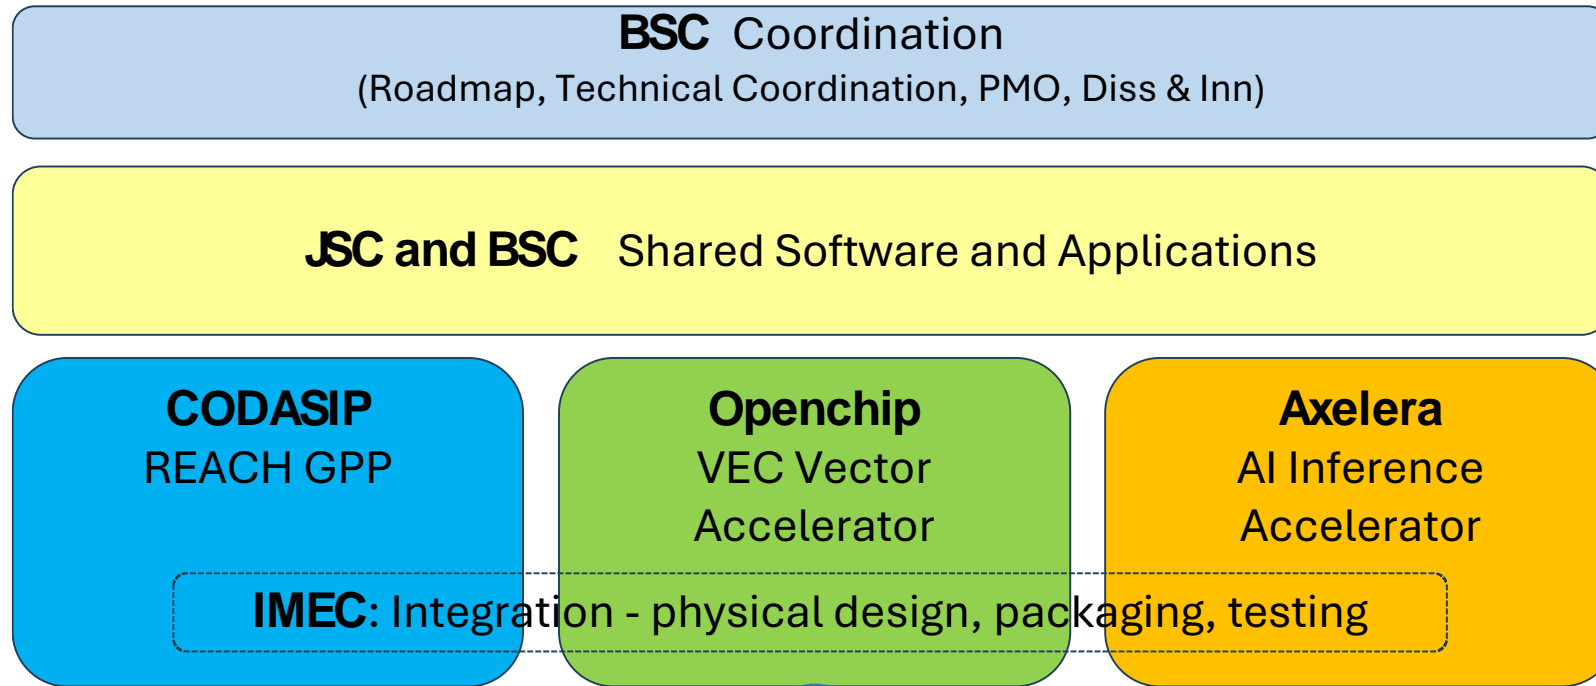 BSC Coordination
(Roadmap, Technical Coordination, PMO, Diss & Inn)
JSC and BSC Shared Software and Applications
CODASIP
REACH GPP
Openchip
VEC Vector
Accelerator
Axelera
AI Inference
Accelerator
IMEC: Integration - physical design, packaging, testing